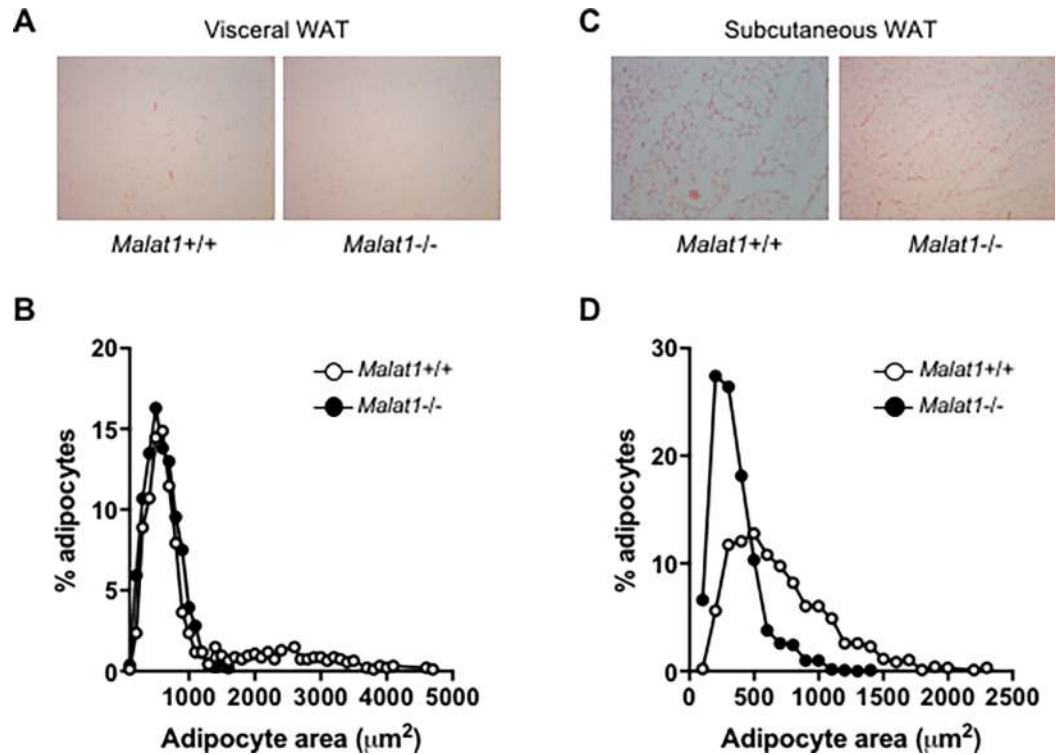 A
Visceral WAT
Malat1+/+
Malat1-/-
B
20
15
10
5
0
% adipocytes
Malat1+/+
Malat1-/-
1000
2000
3000
4000
5000
Adipocyte area (μm²)
C
Subcutaneous WAT
Malat1+/+
Malat1-/-
D
30
20
10
0
% adipocytes
Malat1+/+
Malat1-/-
0
500
1000
1500
2000
2500
Adipocyte area (μm²)